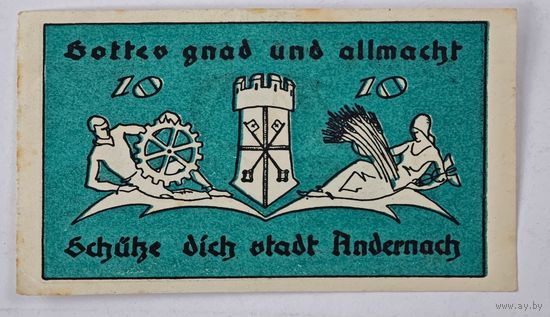 Gottes gnad und allmacht
10 10
Schütze dich stadt Andernach
www.ay.by